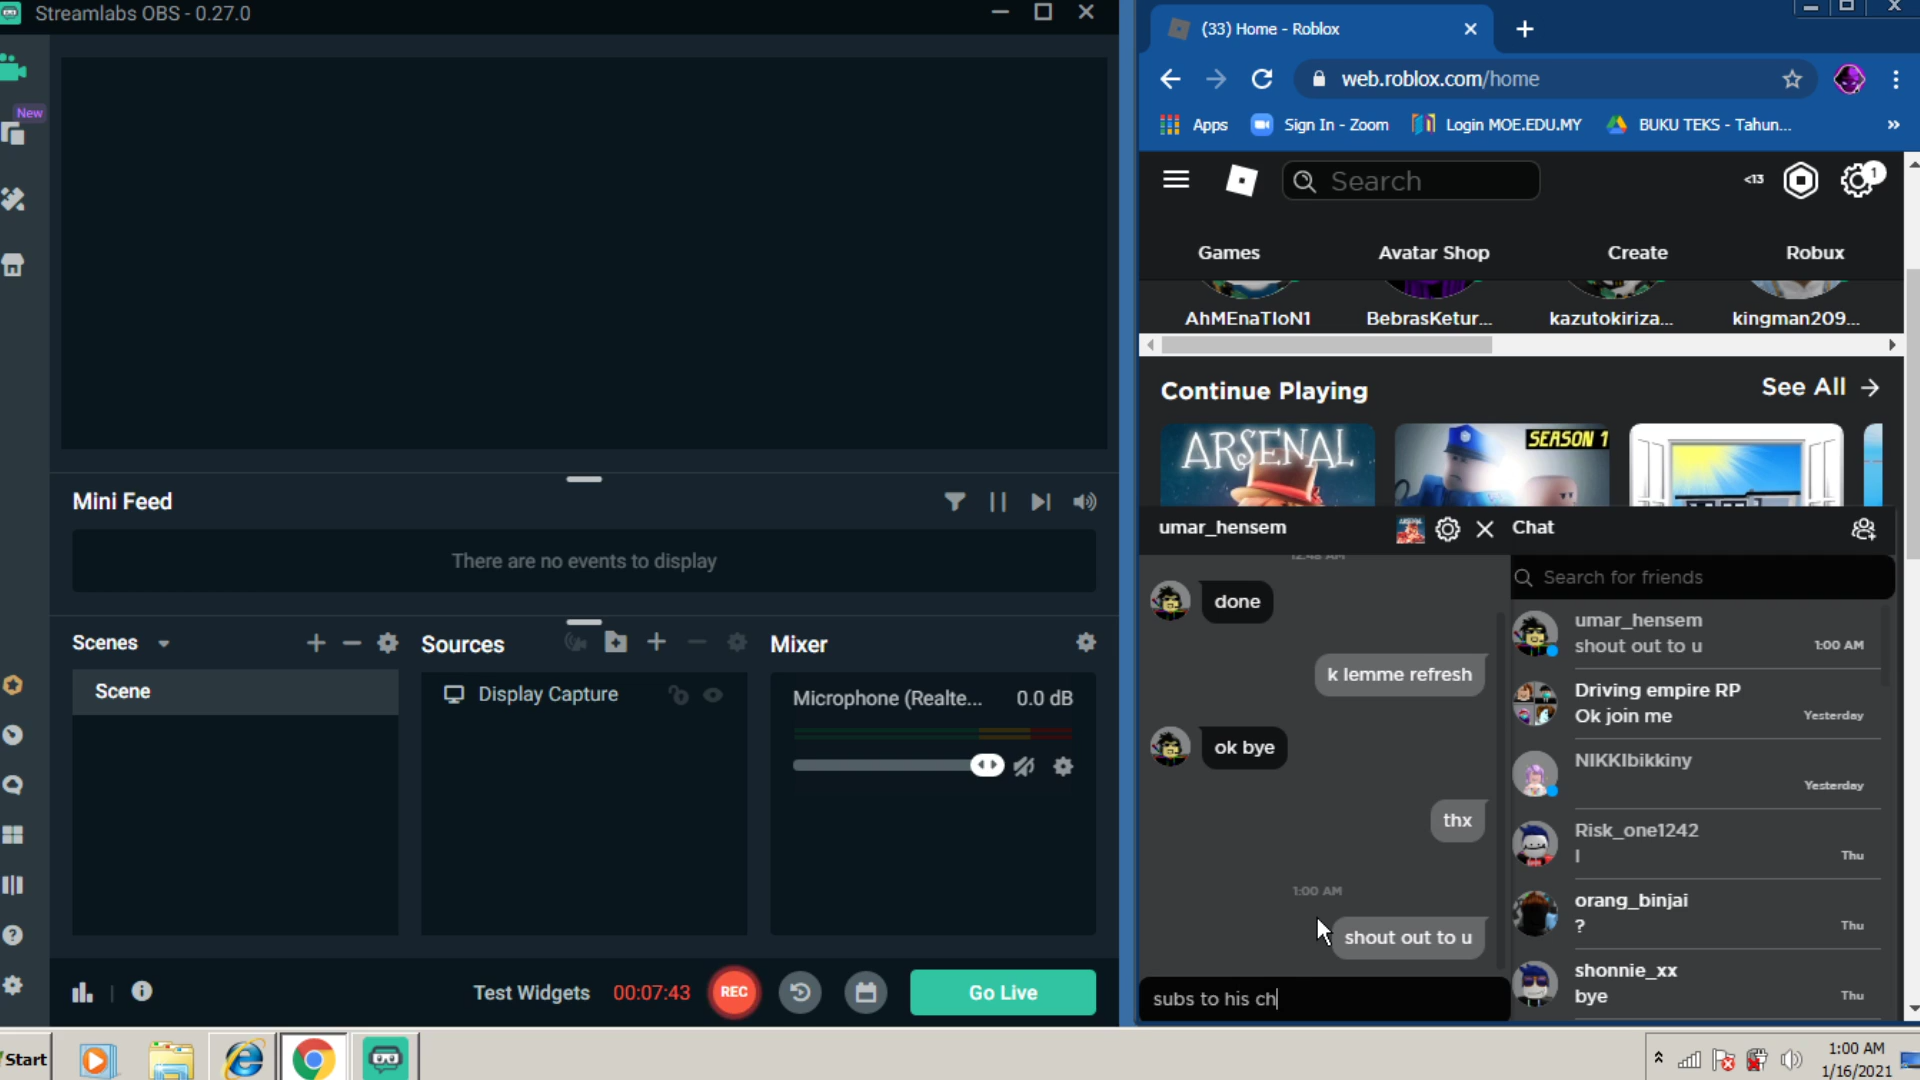 Streamlabs OBS - 0.27.0
New
Mini Feed
There are no events to display
Scenes
Scene
Sources
Display Capture
Mixer
Microphone (Realte... 0.0 dB
Test Widgets 00:07:43 REC Go Live
(33) Home - Roblox
web.roblox.com/home
Apps Sign In - Zoom Login MOE.EDU.MY BUKU TEKS - Tahun... »
Search
<13
1
Games Avatar Shop Create Robux
AhMEnaTIoN1 BebrasKetur... kazutokiriza... kingman209...
Continue Playing See All →
ARSENAL
SEASON 1
umar_hensem
12:48 AM
done
k lemme refresh
ok bye
thx
1:00 AM
shout out to u
subs to his ch
Chat
Search for friends
umar_hensem
shout out to u 1:00 AM
Driving empire RP
Ok join me Yesterday
NIKKIbikkiny
Yesterday
Risk_one1242
l Thu
orang_binjai
? Thu
shonnie_xx
bye Thu
Start
1:00 AM
1/16/2021